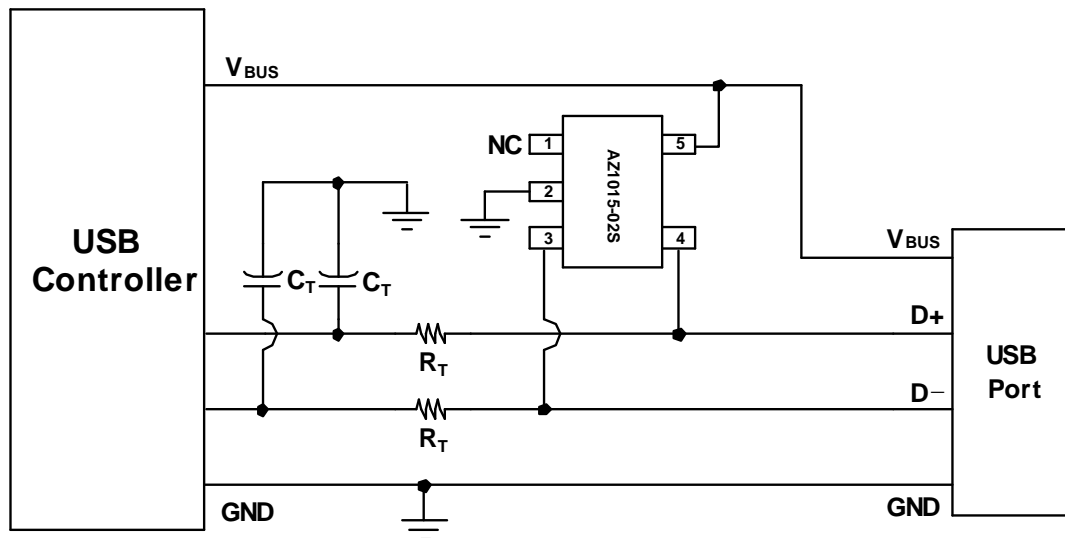 VBUS
NC
1
5
2
3
4
AZ1015-02S
USB
Controller
CT
CT
VBUS
D+
RT
USB
Port
D−
RT
GND
GND